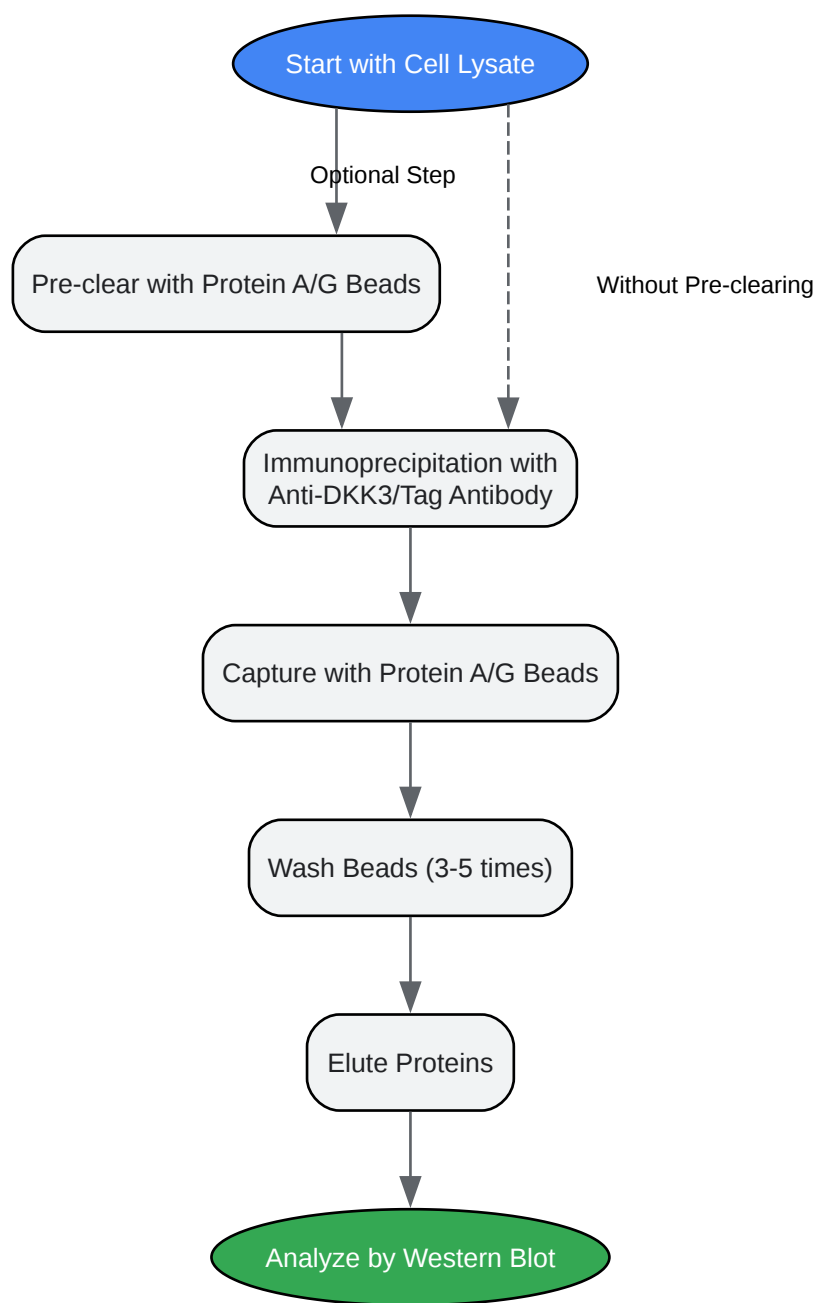 Start with Cell Lysate
Optional Step
Pre-clear with Protein A/G Beads
Without Pre-clearing
Immunoprecipitation with
Anti-DKK3/Tag Antibody
Capture with Protein A/G Beads
Wash Beads (3-5 times)
Elute Proteins
Analyze by Western Blot